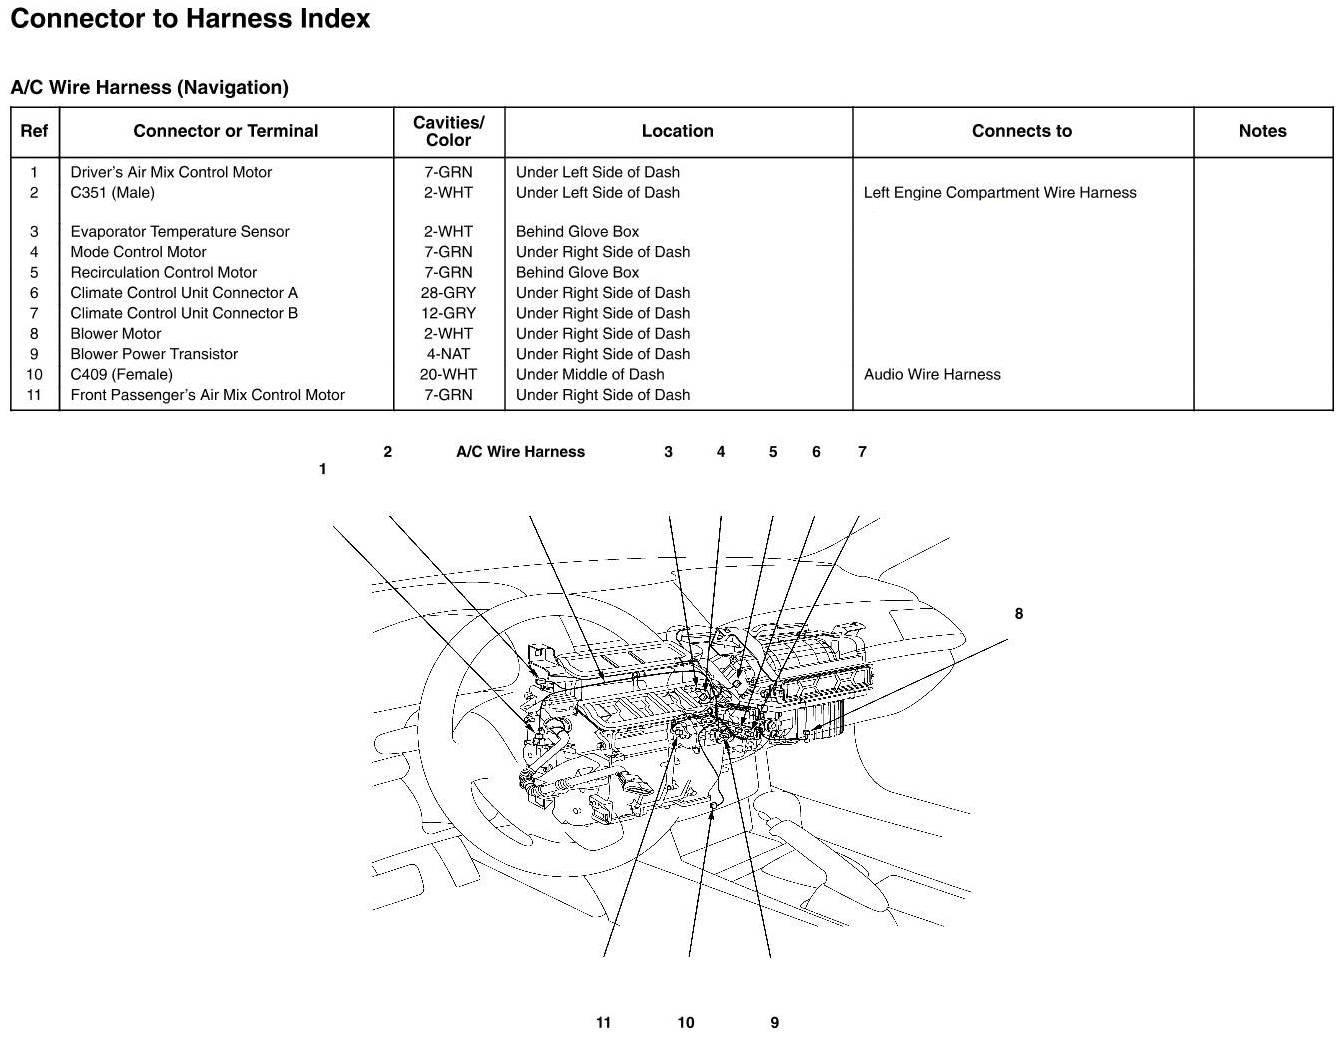 Connector to Harness Index
A/C Wire Harness (Navigation)
Ref Connector or Terminal Cavities/ Color Location Connects to Notes
1 Driver's Air Mix Control Motor 7-GRN Under Left Side of Dash
2 C351 (Male) 2-WHT Under Left Side of Dash Left Engine Compartment Wire Harness
3 Evaporator Temperature Sensor 2-WHT Behind Glove Box
4 Mode Control Motor 7-GRN Under Right Side of Dash
5 Recirculation Control Motor 7-GRN Behind Glove Box
6 Climate Control Unit Connector A 28-GRY Under Right Side of Dash
7 Climate Control Unit Connector B 12-GRY Under Right Side of Dash
8 Blower Motor 2-WHT Under Right Side of Dash
9 Blower Power Transistor 4-NAT Under Right Side of Dash
10 C409 (Female) 20-WHT Under Middle of Dash Audio Wire Harness
11 Front Passenger's Air Mix Control Motor 7-GRN Under Right Side of Dash
2 A/C Wire Harness 3 4 5 6 7
1
8
11 10 9